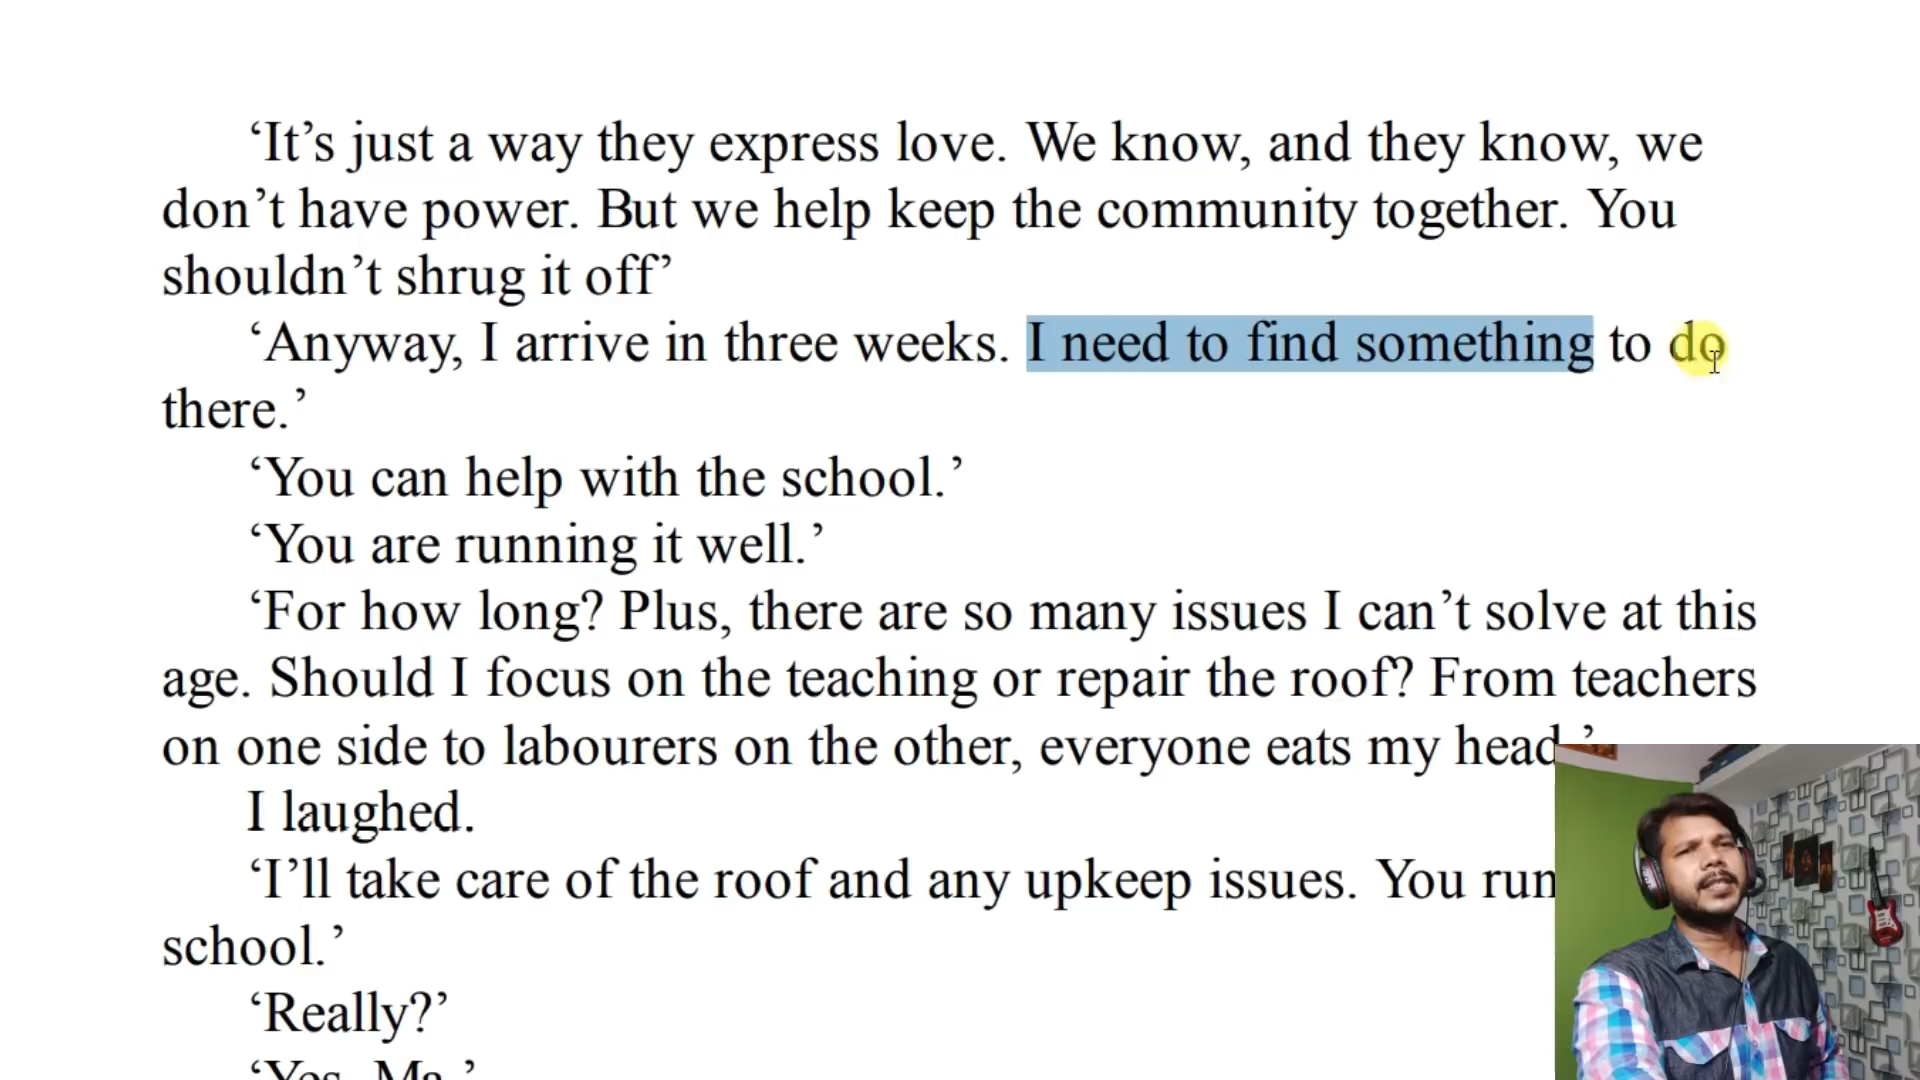 ‘It’s just a way they express love. We know, and they know, we
don’t have power. But we help keep the community together. You
shouldn’t shrug it off’
‘Anyway, I arrive in three weeks. I need to find something to do
there.’
‘You can help with the school.’
‘You are running it well.’
‘For how long? Plus, there are so many issues I can’t solve at this
age. Should I focus on the teaching or repair the roof? From teachers
on one side to labourers on the other, everyone eats my head.’
I laughed.
‘I’ll take care of the roof and any upkeep issues. You run
school.’
‘Really?’
‘Yes, Ma.’